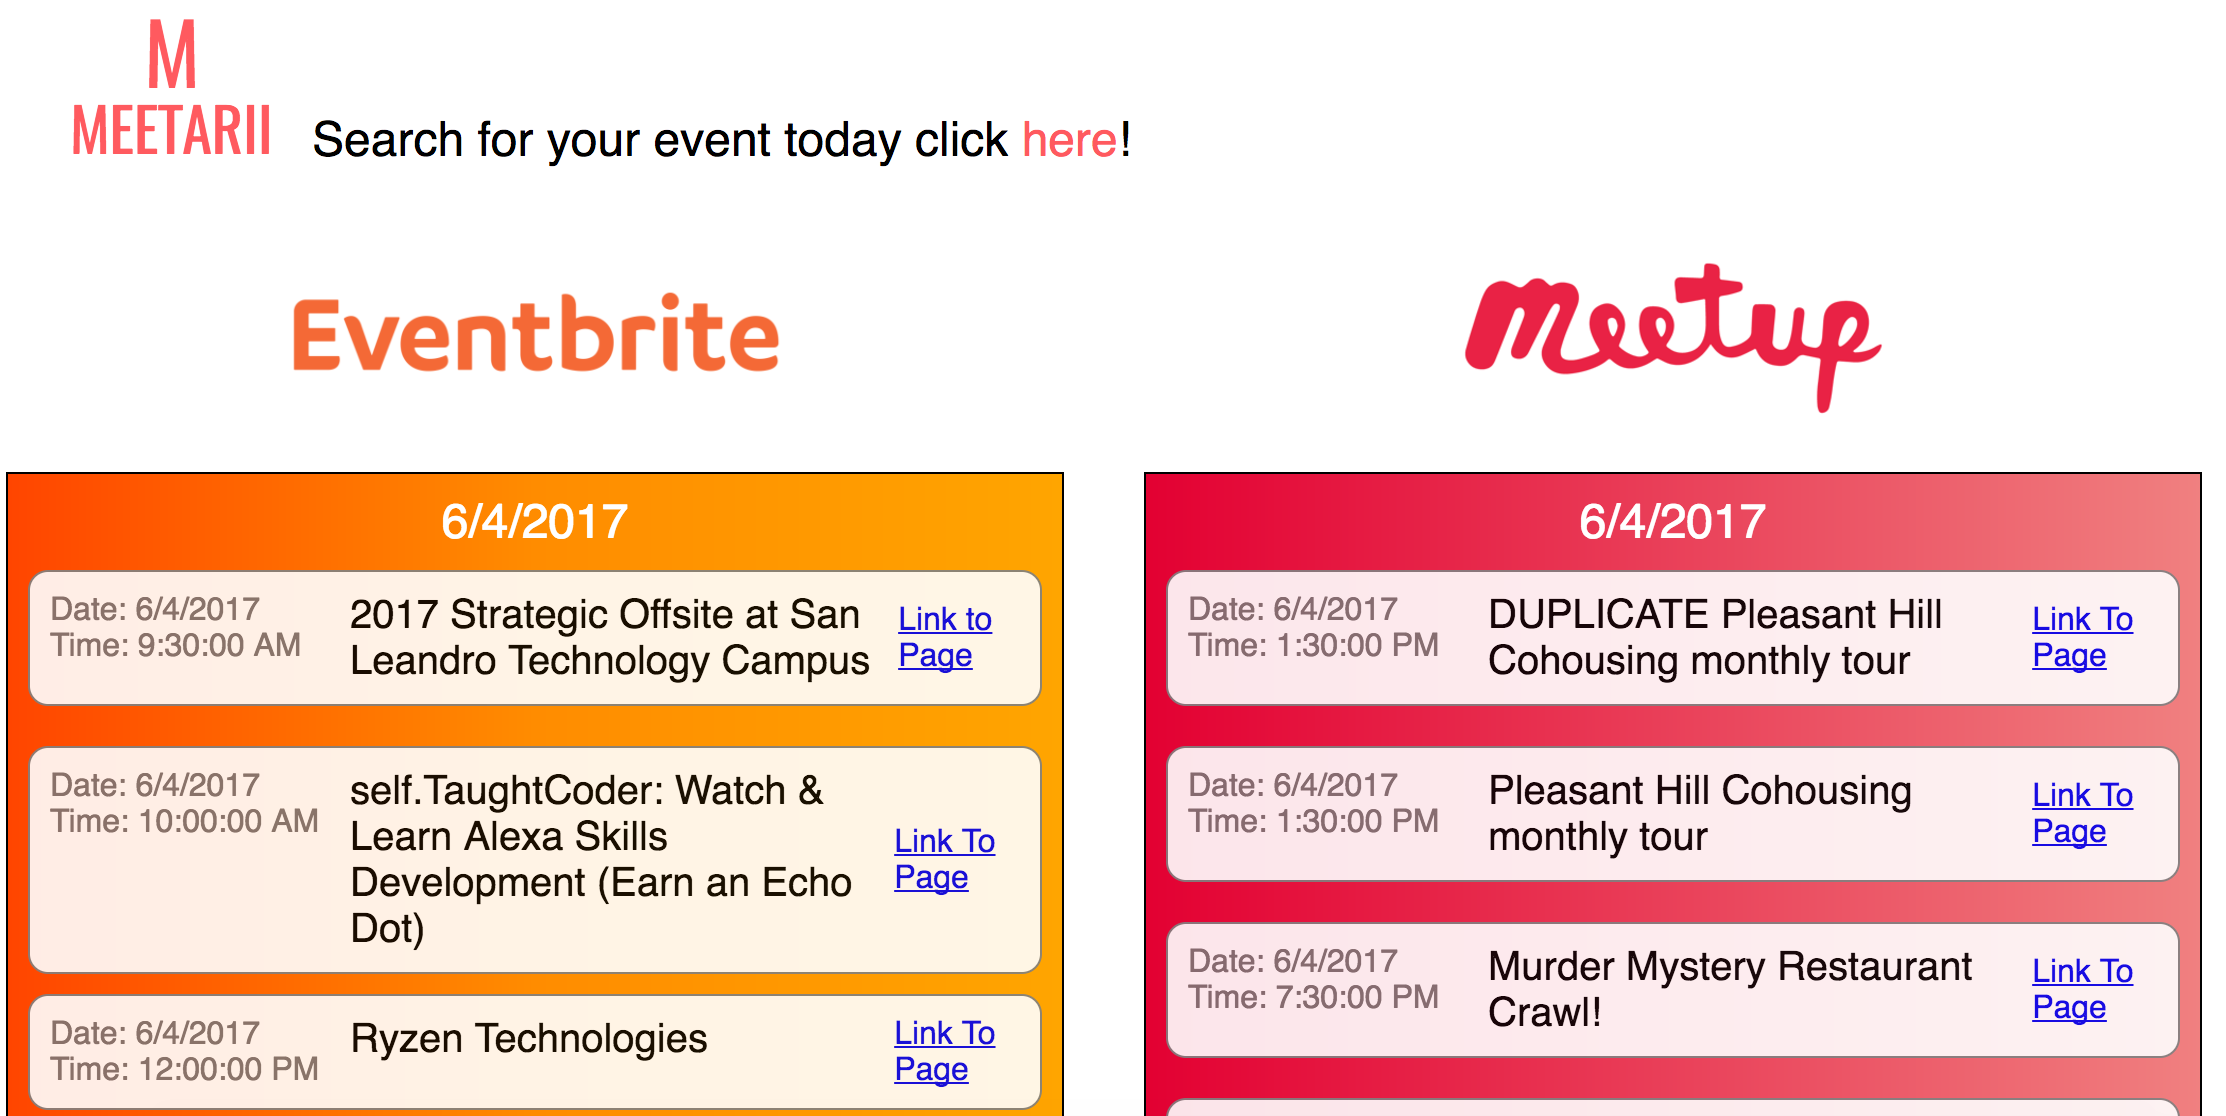 M
MEETARII
Search for your event today click here!
Eventbrite
meetup
6/4/2017
Date: 6/4/2017
Time: 9:30:00 AM
2017 Strategic Offsite at San
Leandro Technology Campus
Link to
Page
Date: 6/4/2017
Time: 10:00:00 AM
self.TaughtCoder: Watch &
Learn Alexa Skills
Development (Earn an Echo
Dot)
Link To
Page
Date: 6/4/2017
Time: 12:00:00 PM
Ryzen Technologies
Link To
Page
6/4/2017
Date: 6/4/2017
Time: 1:30:00 PM
DUPLICATE Pleasant Hill
Cohousing monthly tour
Link To
Page
Date: 6/4/2017
Time: 1:30:00 PM
Pleasant Hill Cohousing
monthly tour
Link To
Page
Date: 6/4/2017
Time: 7:30:00 PM
Murder Mystery Restaurant
Crawl!
Link To
Page